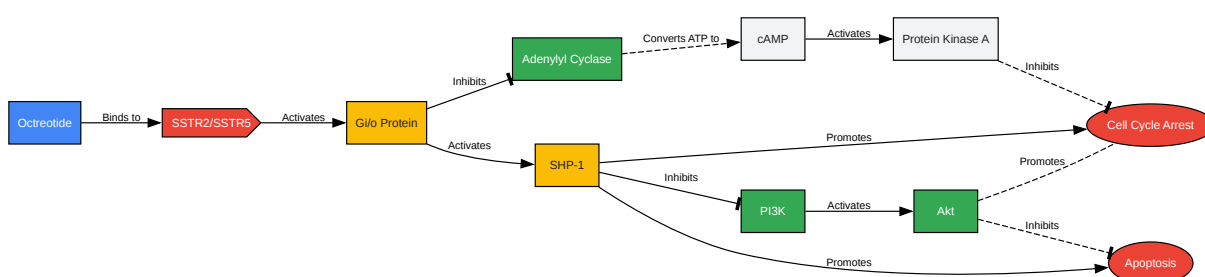 Octreotide
Binds to
SSTR2/SSTR5
Activates
Gi/o Protein
Inhibits
Adenylyl Cyclase
Converts ATP to
cAMP
Activates
Protein Kinase A
Inhibits
Cell Cycle Arrest
Activates
SHP-1
Promotes
Inhibits
PI3K
Activates
Akt
Promotes
Inhibits
Promotes
Apoptosis